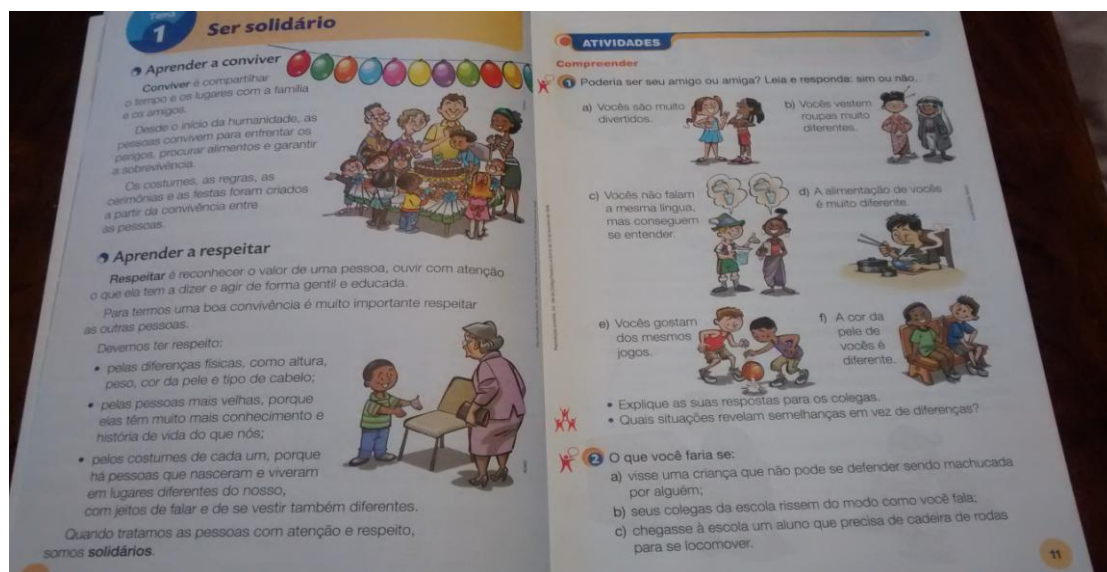 Tema
1
Ser solidário
Aprender a conviver
Conviver é compartilhar
o tempo e os lugares com a família
e os amigos.
Desde o início da humanidade, as
pessoas convivem para enfrentar os
perigos, procurar alimentos e garantir
a sobrevivência.
Os costumes, as regras, as
cerimônias e as festas foram criados
a partir da convivência entre
as pessoas.
Aprender a respeitar
Respeitar é reconhecer o valor de uma pessoa, ouvir com atenção
o que ela tem a dizer e agir de forma gentil e educada.
Para termos uma boa convivência é muito importante respeitar
as outras pessoas.
Devemos ter respeito:
• pelas diferenças físicas, como altura,
peso, cor da pele e tipo de cabelo;
• pelas pessoas mais velhas, porque
elas têm muito mais conhecimento e
história de vida do que nós;
• pelos costumes de cada um, porque
há pessoas que nasceram e viveram
em lugares diferentes do nosso,
com jeitos de falar e de se vestir também diferentes.
Quando tratamos as pessoas com atenção e respeito,
somos solidários.
ATIVIDADES
Compreender
1 Poderia ser seu amigo ou amiga? Leia e responda: sim ou não.
a) Vocês são muito
divertidos.
b) Vocês vestem
roupas muito
diferentes.
c) Vocês não falam
a mesma língua,
mas conseguem
se entender.
d) A alimentação de vocês
é muito diferente.
e) Vocês gostam
dos mesmos
jogos.
f) A cor da
pele de
vocês é
diferente.
• Explique as suas respostas para os colegas.
• Quais situações revelam semelhanças em vez de diferenças?
2 O que você faria se:
a) visse uma criança que não pode se defender sendo machucada
por alguém;
b) seus colegas da escola rissem do modo como você fala;
c) chegasse à escola um aluno que precisa de cadeira de rodas
para se locomover.
11